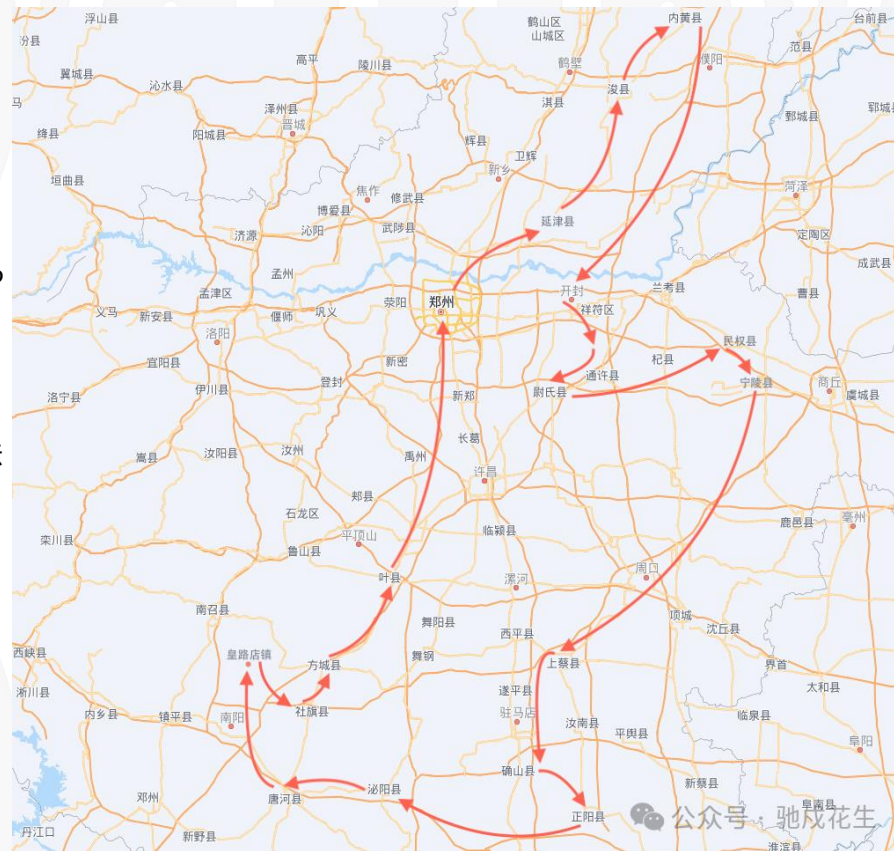 浮山县
鹤山区
山城区
内黄县
台前县
汾县
翼城县
高平
陵川县
鹤壁
濮阳
范县
沁水县
浚县
泽州县
晋城
淇县
鄄城县
郓城县
绛县
阳城县
辉县
卫辉
新乡
垣曲县
焦作
修武县
博爱县
菏泽
延津县
济源
沁阳
武陟县
定陶区
成武县
孟州
孟津区
荥阳
郑州
开封
祥符区
兰考县
曹县
义马
新安县
偃师
巩义
洛阳
宜阳县
新密
民权县
杞县
通许县
宁陵县
商丘
虞城县
洛宁县
伊川县
登封
新郑
尉氏县
嵩县
汝阳县
汝州
长葛
禹州
许昌
郏县
石龙区
鹿邑县
亳州
栾川县
鲁山县
平顶山
临颍县
叶县
漯河
周口
南召县
舞阳县
西平县
项城
沈丘县
西峡县
皇路店镇
方城县
舞钢
上蔡县
界首
淅川县
遂平县
太和县
内乡县
镇平县
南阳
社旗县
驻马店
汝南县
平舆县
临泉县
阜阳
确山县
新蔡县
邓州
唐河县
泌阳县
正阳县
阜南县
丹江口
新野县
淮滨县
公众号·驰成花生